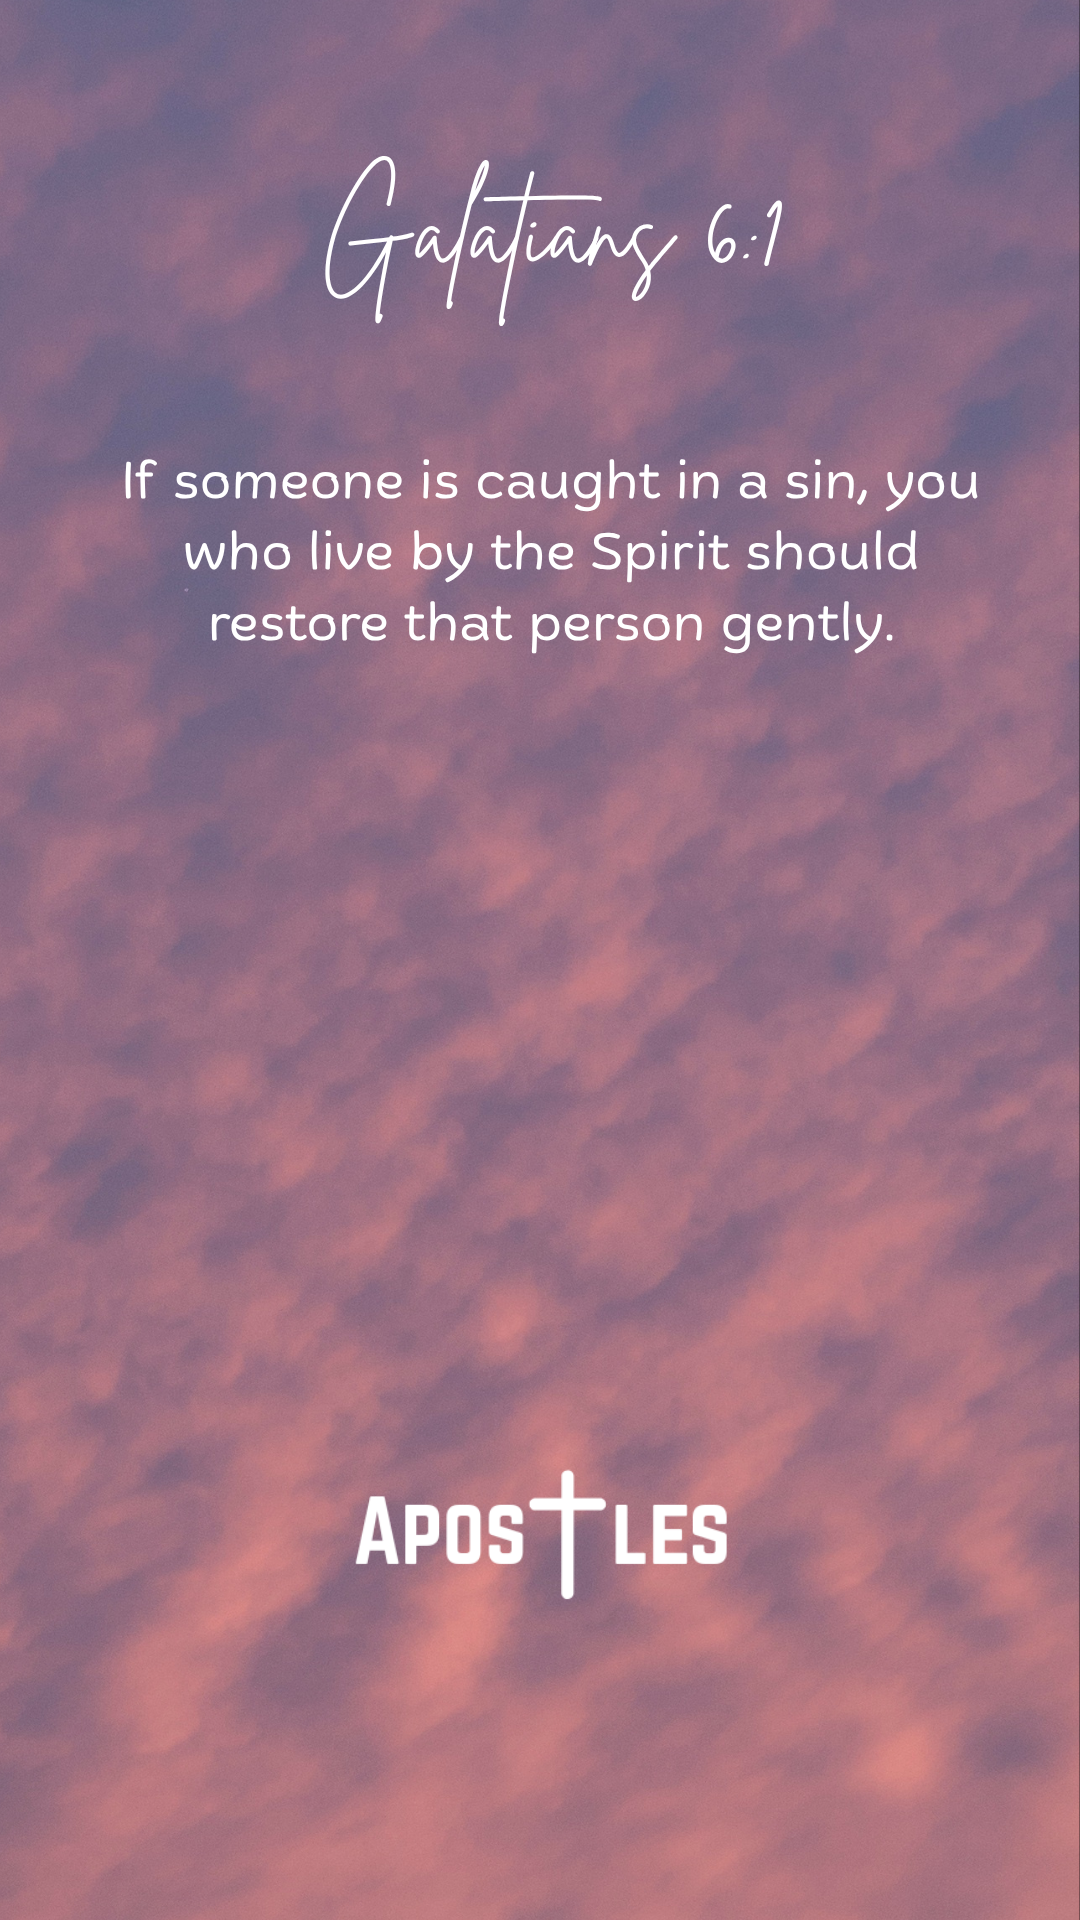 Galatians 6:1
If someone is caught in a sin, you
who live by the Spirit should
restore that person gently.
APOSTLES